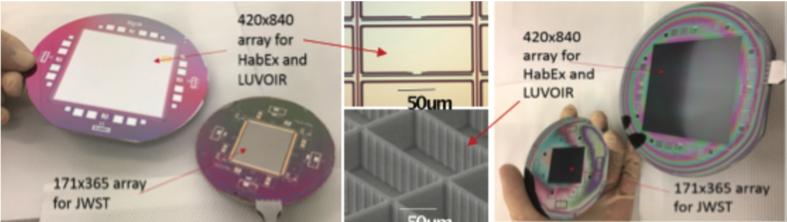 420x840
array for
HabEx and
LUVOIR
171x365 array
for JWST
50um
50um
420x840
array for
HabEx and
LUVOIR
171x365 array
for JWST